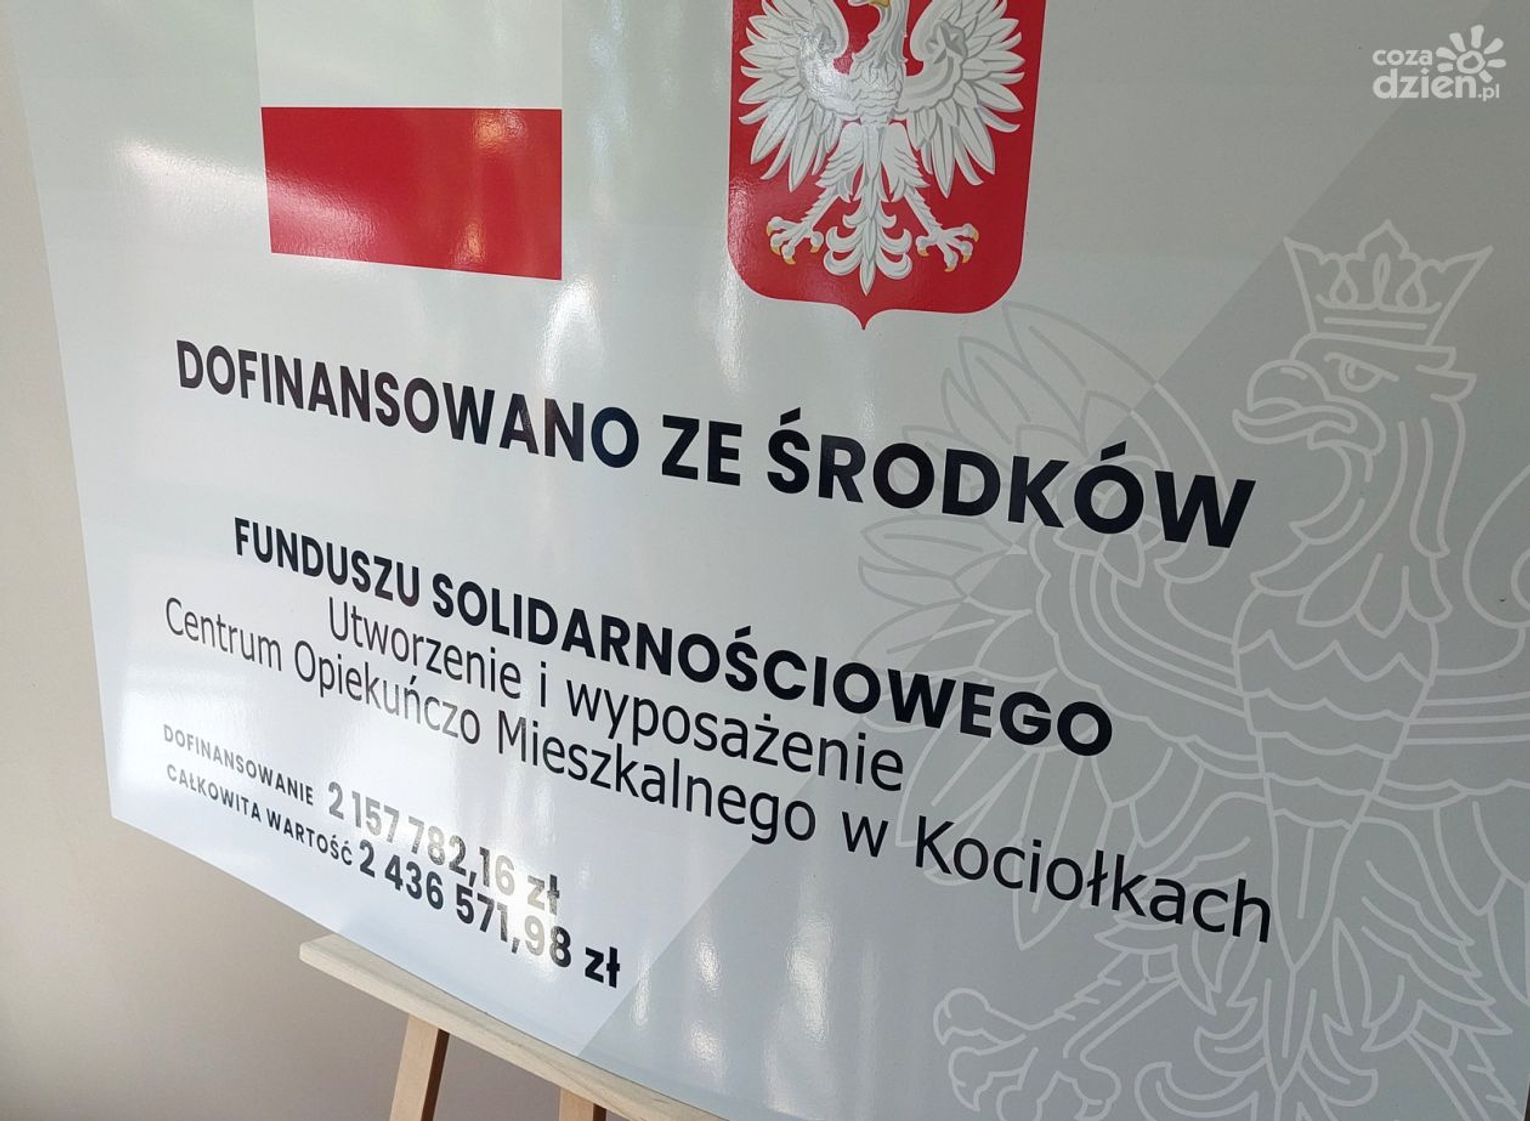 coza
dzien.pl
DOFINANSOWANO ZE ŚRODKÓW
FUNDUSZU SOLIDARNOŚCIOWEGO
Utworzenie i wyposażenie
Centrum Opiekuńczo Mieszkalnego w Kociołkach
DOFINANSOWANIE 2 157 782,16 zł
CAŁKOWITA WARTOŚĆ 2 436 571,98 zł